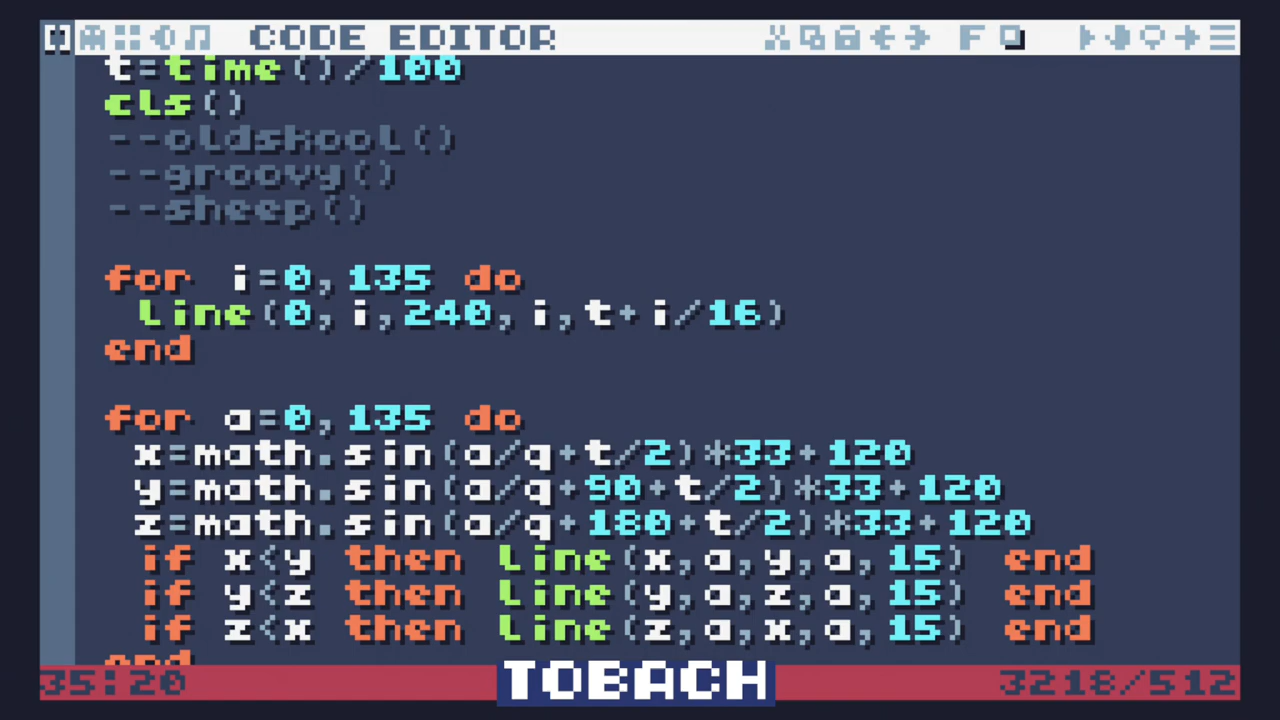 CODE EDITOR F
t=time()/100
cls()
--oldskool()
--groovy()
--sheep()
for i=0,135 do
line(0,i,240,i,t+i/16)
end
for a=0,135 do
x=math.sin(a/q+t/2)*33+120
y=math.sin(a/q+90+t/2)*33+120
z=math.sin(a/q+180+t/2)*33+120
if x<y then line(x,a,y,a,15) end
if y<z then line(y,a,z,a,15) end
if z<x then line(z,a,x,a,15) end
end
35:20 TOBACH 3218/512